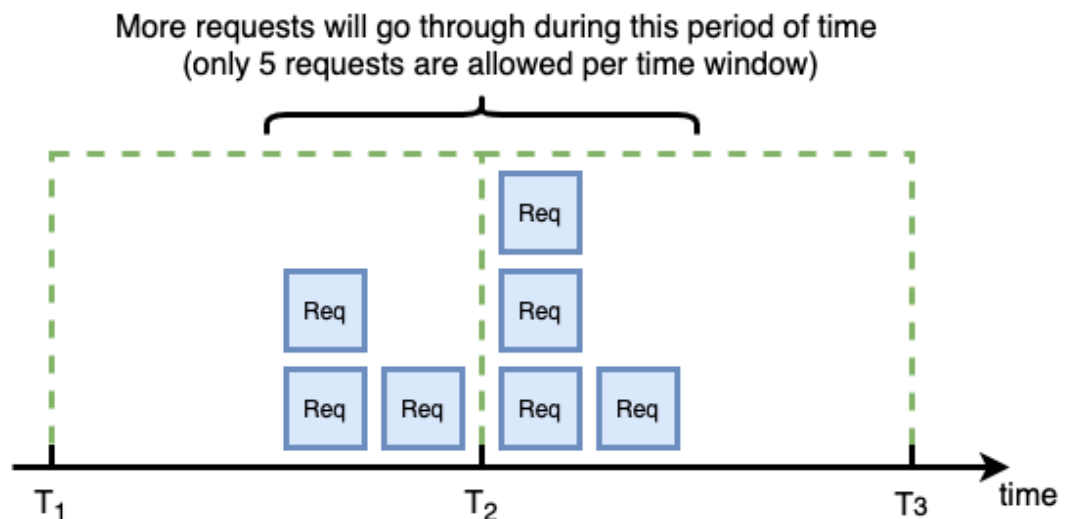 More requests will go through during this period of time
(only 5 requests are allowed per time window)
Req
Req
Req
Req
Req
Req
Req
T1
T2
T3
time